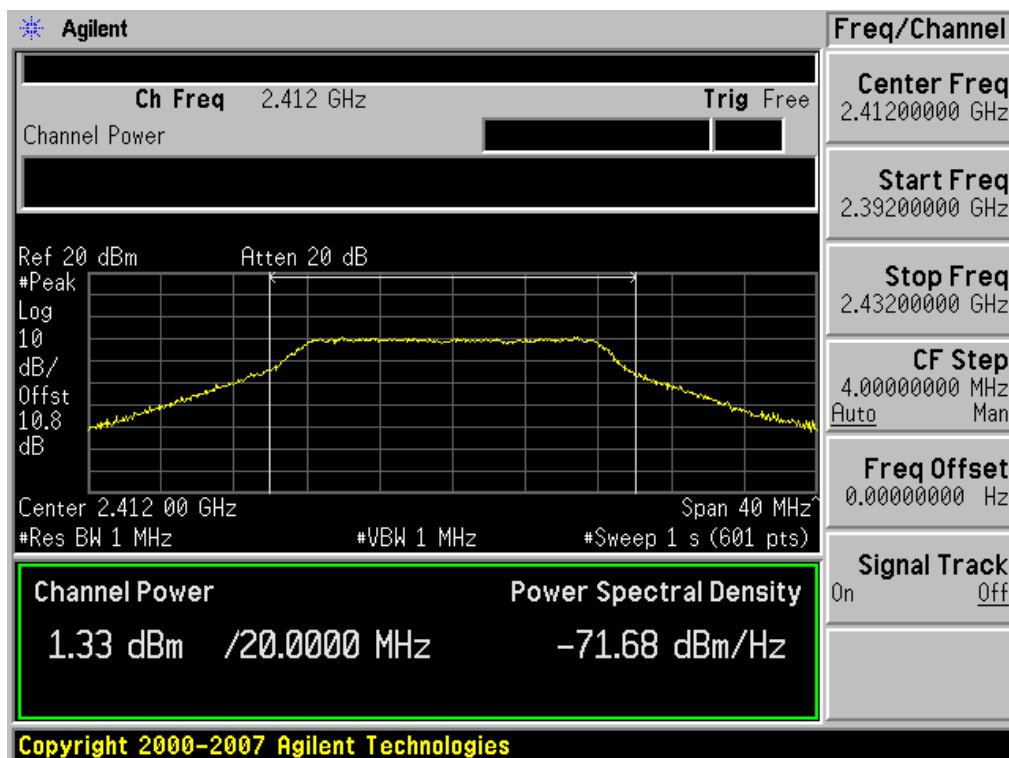 Agilent
Freq/Channel
Ch Freq 2.412 GHz Trig Free
Channel Power
Center Freq
2.41200000 GHz
Start Freq
2.39200000 GHz
Stop Freq
2.43200000 GHz
CF Step
4.00000000 MHz
Auto Man
Freq Offset
0.00000000 Hz
Signal Track
On Off
Ref 20 dBm Atten 20 dB
#Peak
Log
10
dB/
Offst
10.8
dB
Center 2.412 00 GHz Span 40 MHz^
#Res BW 1 MHz #VBW 1 MHz #Sweep 1 s (601 pts)
Channel Power Power Spectral Density
1.33 dBm /20.0000 MHz -71.68 dBm/Hz
Copyright 2000-2007 Agilent Technologies